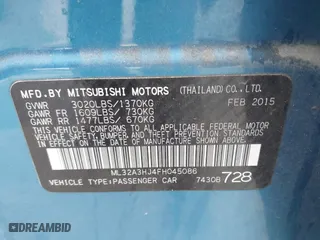 MFD.BY MITSUBISHI MOTORS (THAILAND) CO.,LTD.
GVWR 3020LBS/1370KG FEB 2015
GAWR FR 1609LBS/ 730KG
GAWR RR 1477LBS/ 670KG
THIS VEHICLE CONFORMS TO ALL APPLICABLE FEDERAL
MOTOR VEHICLE SAFETY, BUMPER AND THEFT PREVENTION STANDARDS
IN EFFECT ON THE DATE OF MANUFACTURE SHOWN ABOVE.
ML32A3HJ4FH045086
VEHICLE TYPE:PASSENGER CAR 74308 728